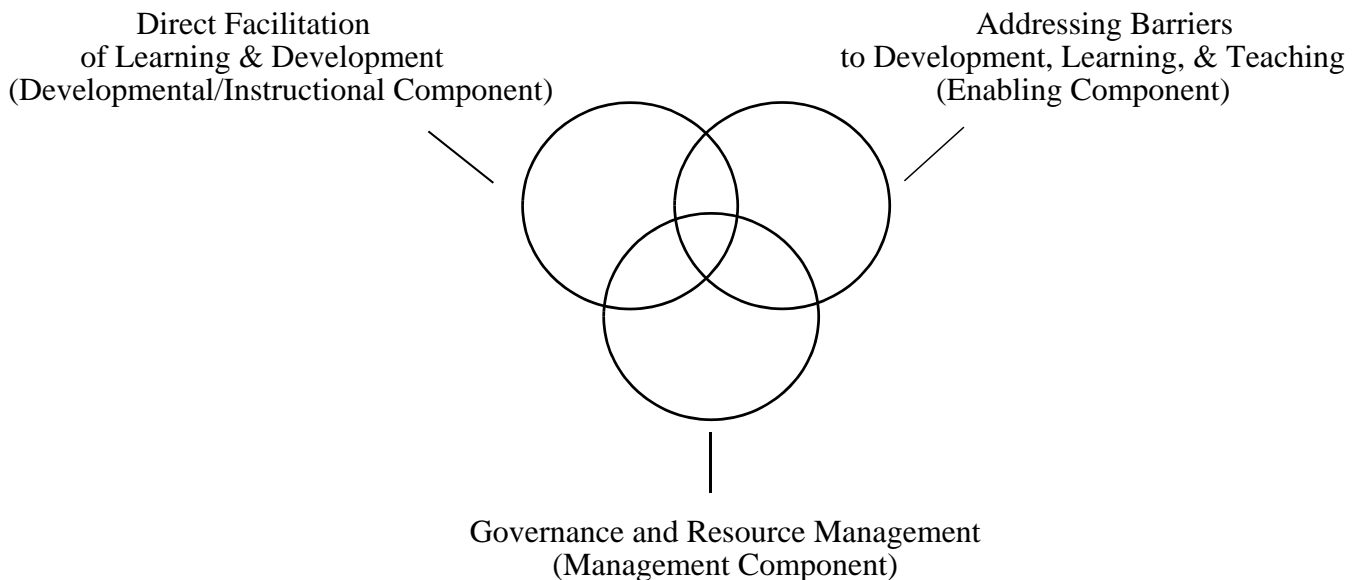 Direct Facilitation
of Learning & Development
(Developmental/Instructional Component)
Addressing Barriers
to Development, Learning, & Teaching
(Enabling Component)
Governance and Resource Management
(Management Component)